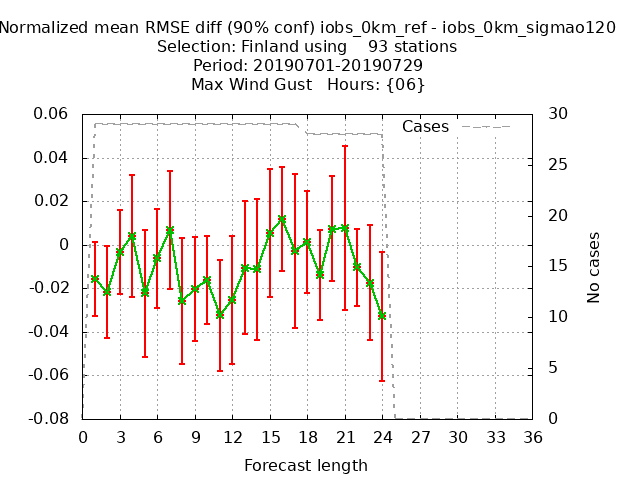 Normalized mean RMSE diff (90% conf) iobs_0km_ref - iobs_0km_sigmao120
Selection: Finland using 93 stations
Period: 20190701-20190729
Max Wind Gust Hours: {06}
Cases
0.06
0.04
0.02
0
-0.02
-0.04
-0.06
-0.08
30
25
20
15
10
5
0
No cases
0 3 6 9 12 15 18 21 24 27 30 33 36
Forecast length